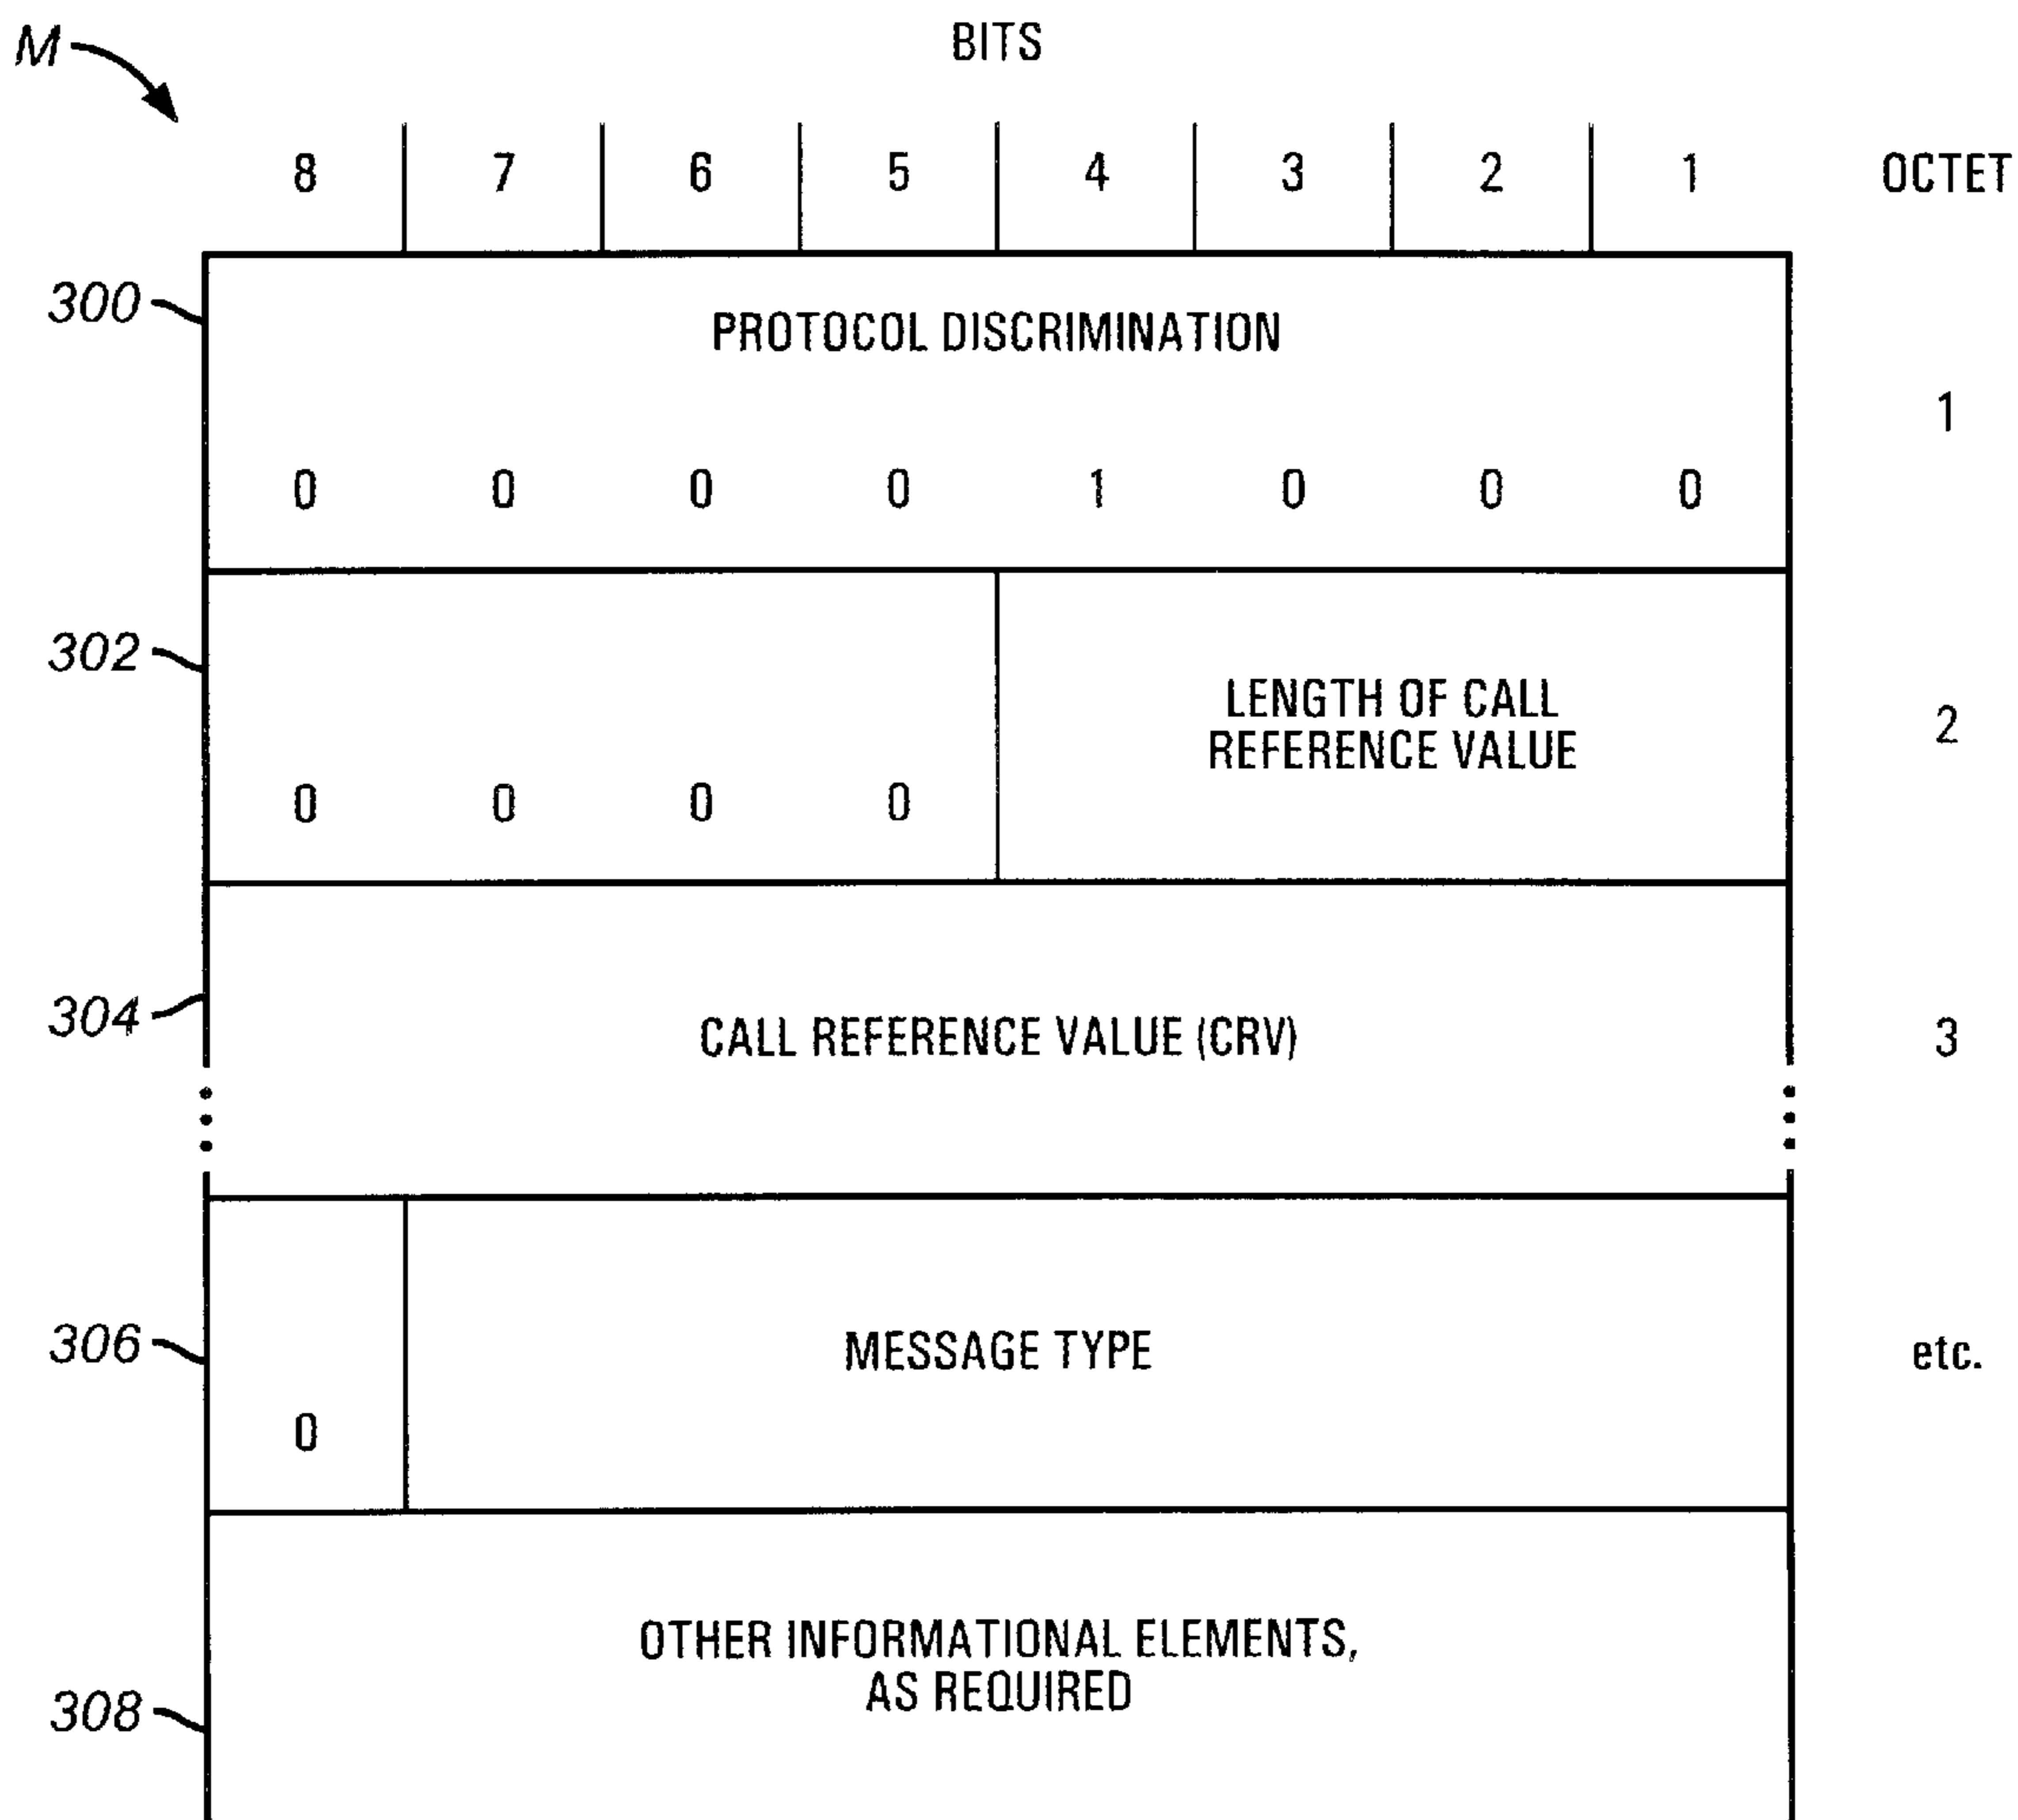 M
BITS
8 7 6 5 4 3 2 1 OCTET
300
PROTOCOL DISCRIMINATION
1
0 0 0 0 1 0 0 0
302
LENGTH OF CALL
REFERENCE VALUE
2
0 0 0 0
304
CALL REFERENCE VALUE (CRV)
3
306
MESSAGE TYPE
etc.
0
OTHER INFORMATIONAL ELEMENTS,
AS REQUIRED
308